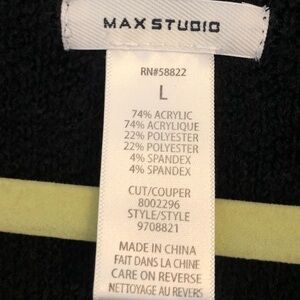 MAX STUDIO
RN#58822
L
74% ACRYLIC
74% ACRYLIQUE
22% POLYESTER
22% POLYESTER
4% SPANDEX
4% SPANDEX
CUT/COUPER
8002296
STYLE/STYLE
9708821
MADE IN CHINA
FAIT DANS LA CHINE
CARE ON REVERSE
NETTOYAGE AU REVERS